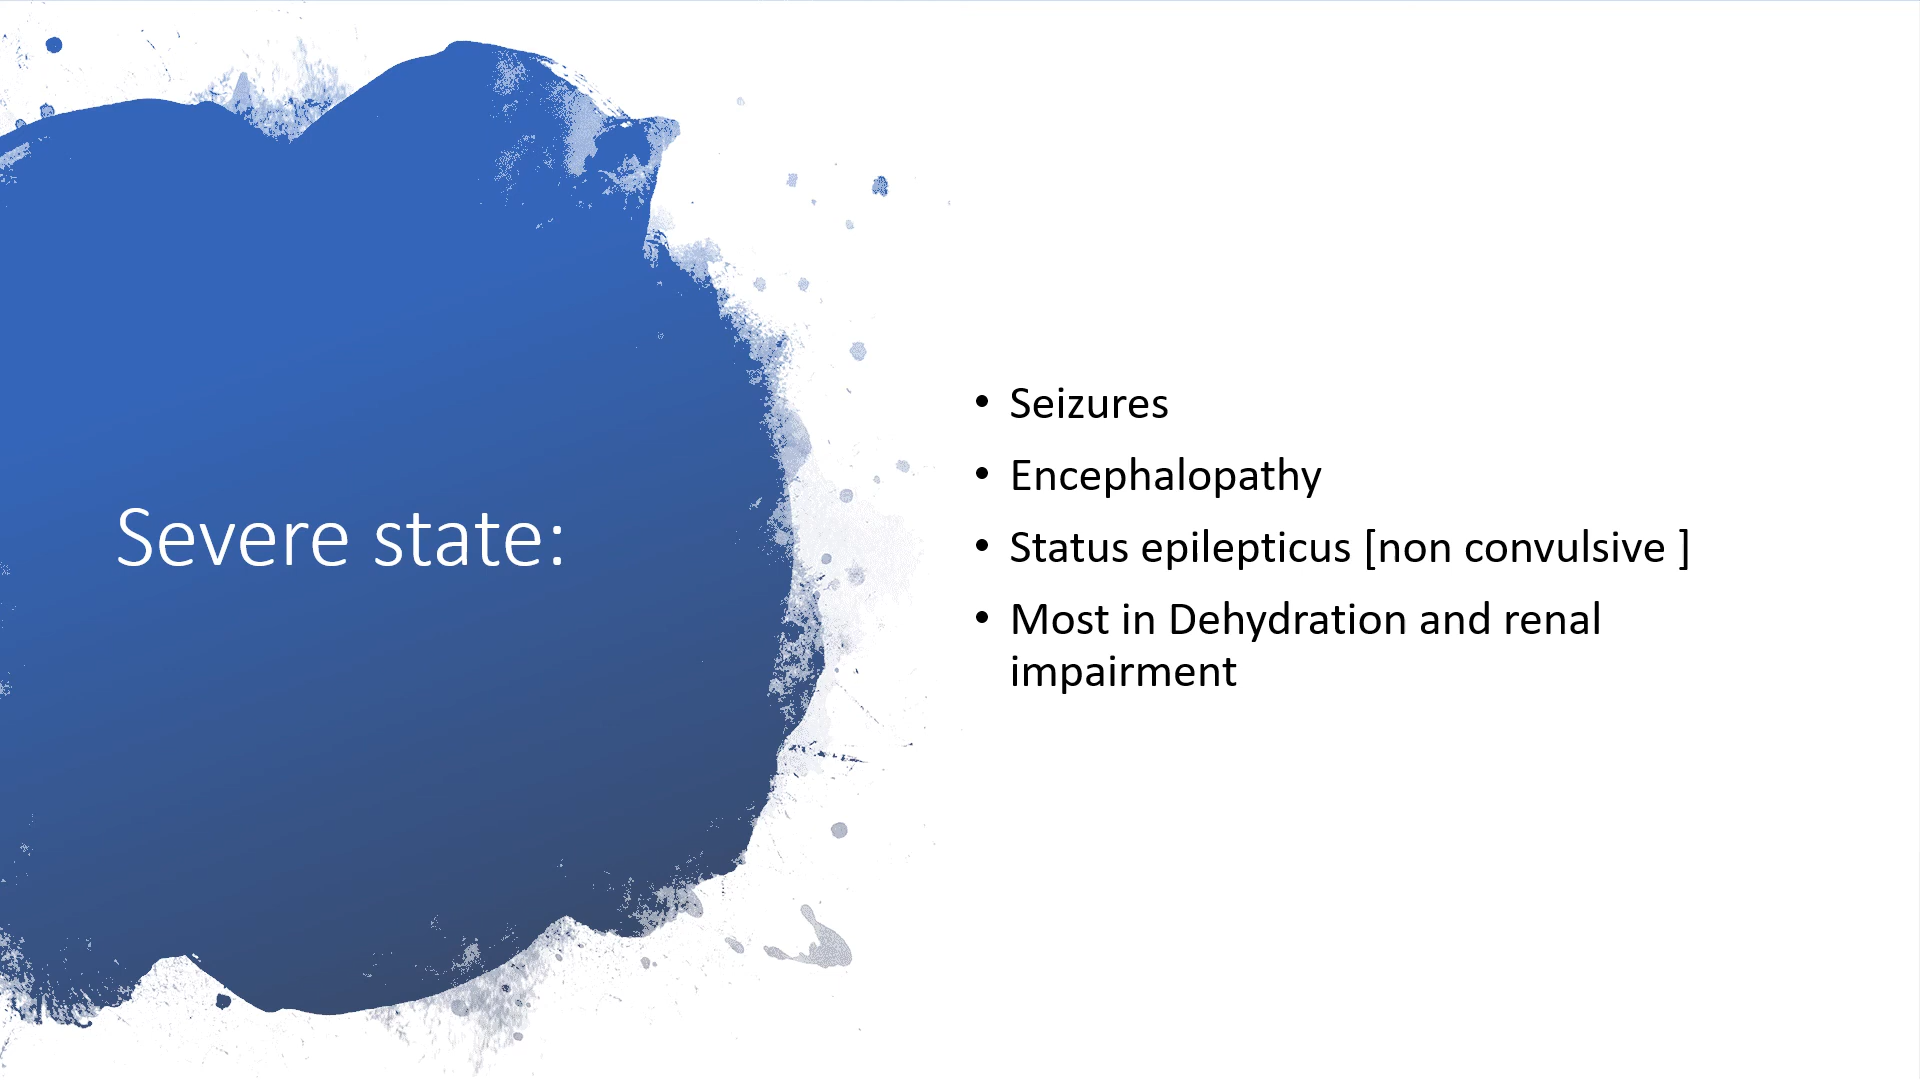 Severe state:
• Seizures
• Encephalopathy
• Status epilepticus [non convulsive ]
• Most in Dehydration and renal
impairment